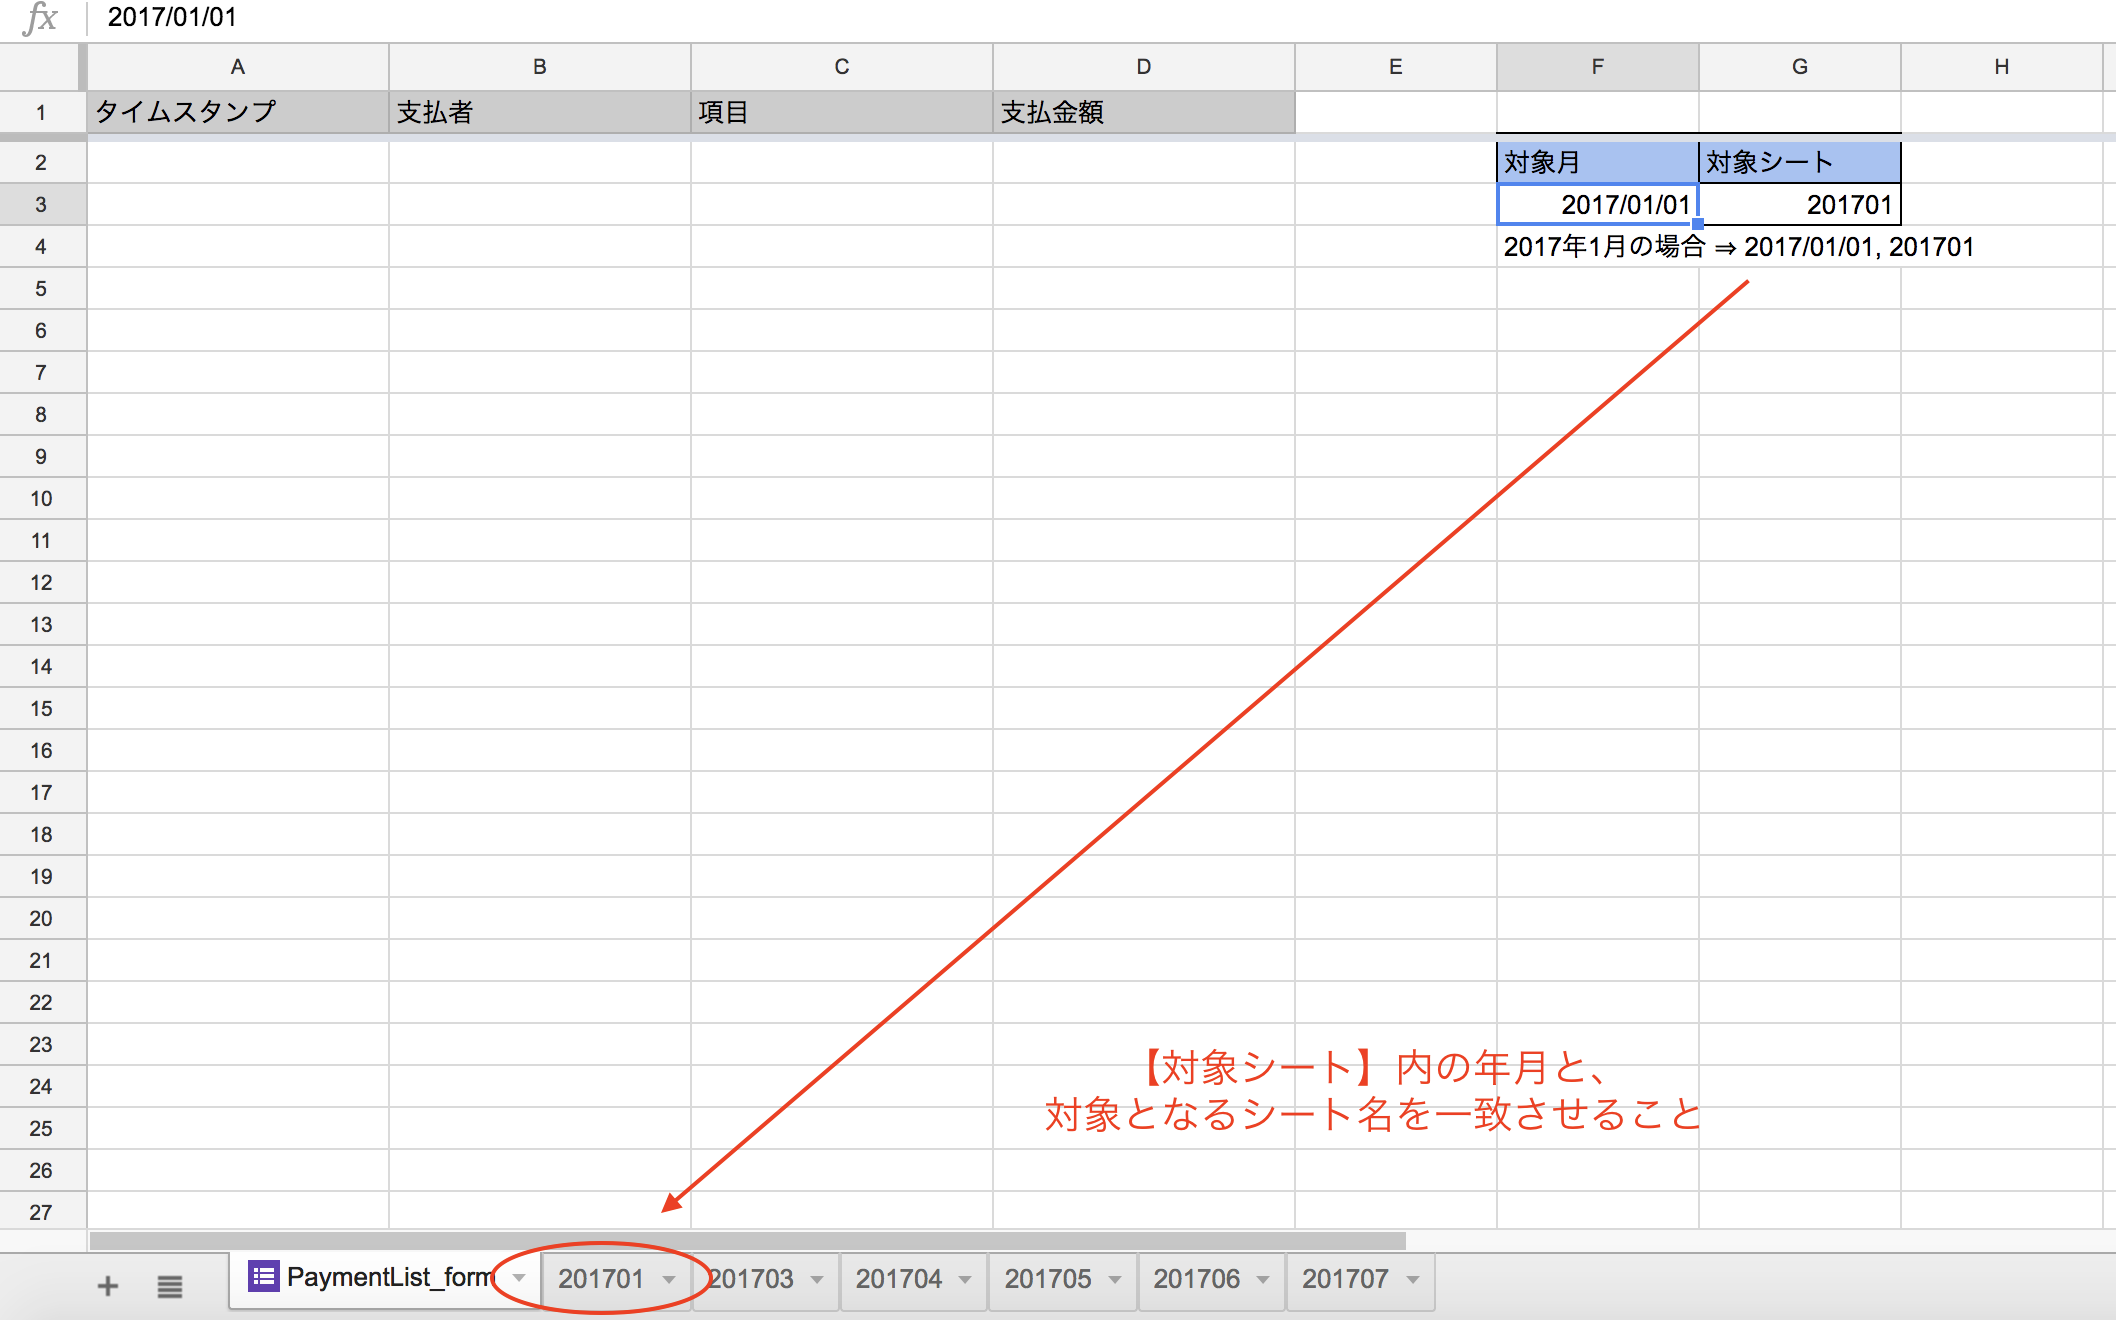 fx 2017/01/01
A B C D E F G H
1 タイムスタンプ 支払者 項目 支払金額
2 対象月 対象シート
3 2017/01/01 201701
4 2017年1月の場合 ⇒ 2017/01/01, 201701
5
6
7
8
9
10
11
12
13
14
15
16
17
18
19
20
21
22
23
【対象シート】内の年月と、
24
対象となるシート名を一致させること
25
26
27
+ PaymentList_form 201701 201703 201704 201705 201706 201707